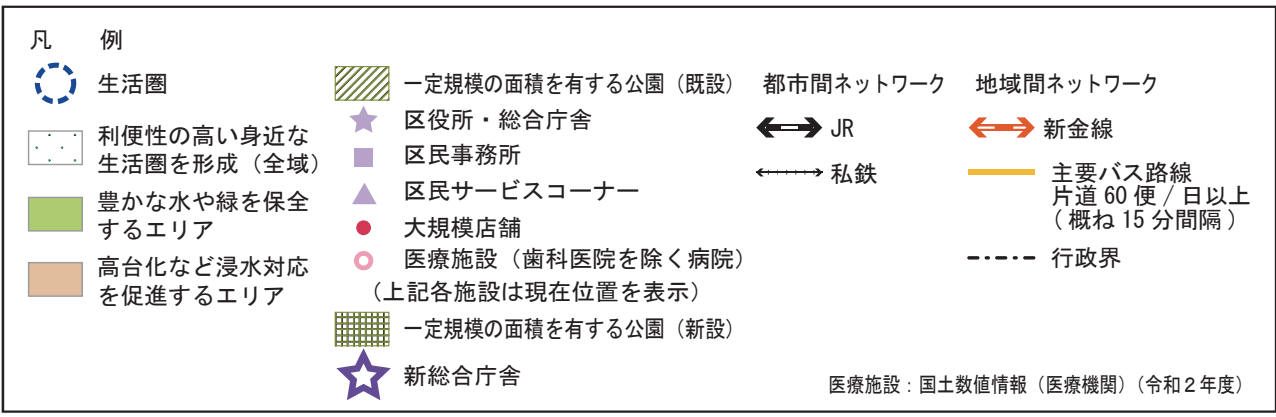 凡　例
生活圏
利便性の高い身近な
生活圏を形成（全域）
豊かな水や緑を保全
するエリア
高台化など浸水対応
を促進するエリア
一定規模の面積を有する公園（既設）
区役所・総合庁舎
区民事務所
区民サービスコーナー
大規模店舗
医療施設（歯科医院を除く病院）
（上記各施設は現在位置を表示）
一定規模の面積を有する公園（新設）
新総合庁舎
都市間ネットワーク
JR
私鉄
地域間ネットワーク
新金線
主要バス路線
片道 60 便 / 日以上
( 概ね 15 分間隔 )
行政界
医療施設：国土数値情報（医療機関）（令和２年度）